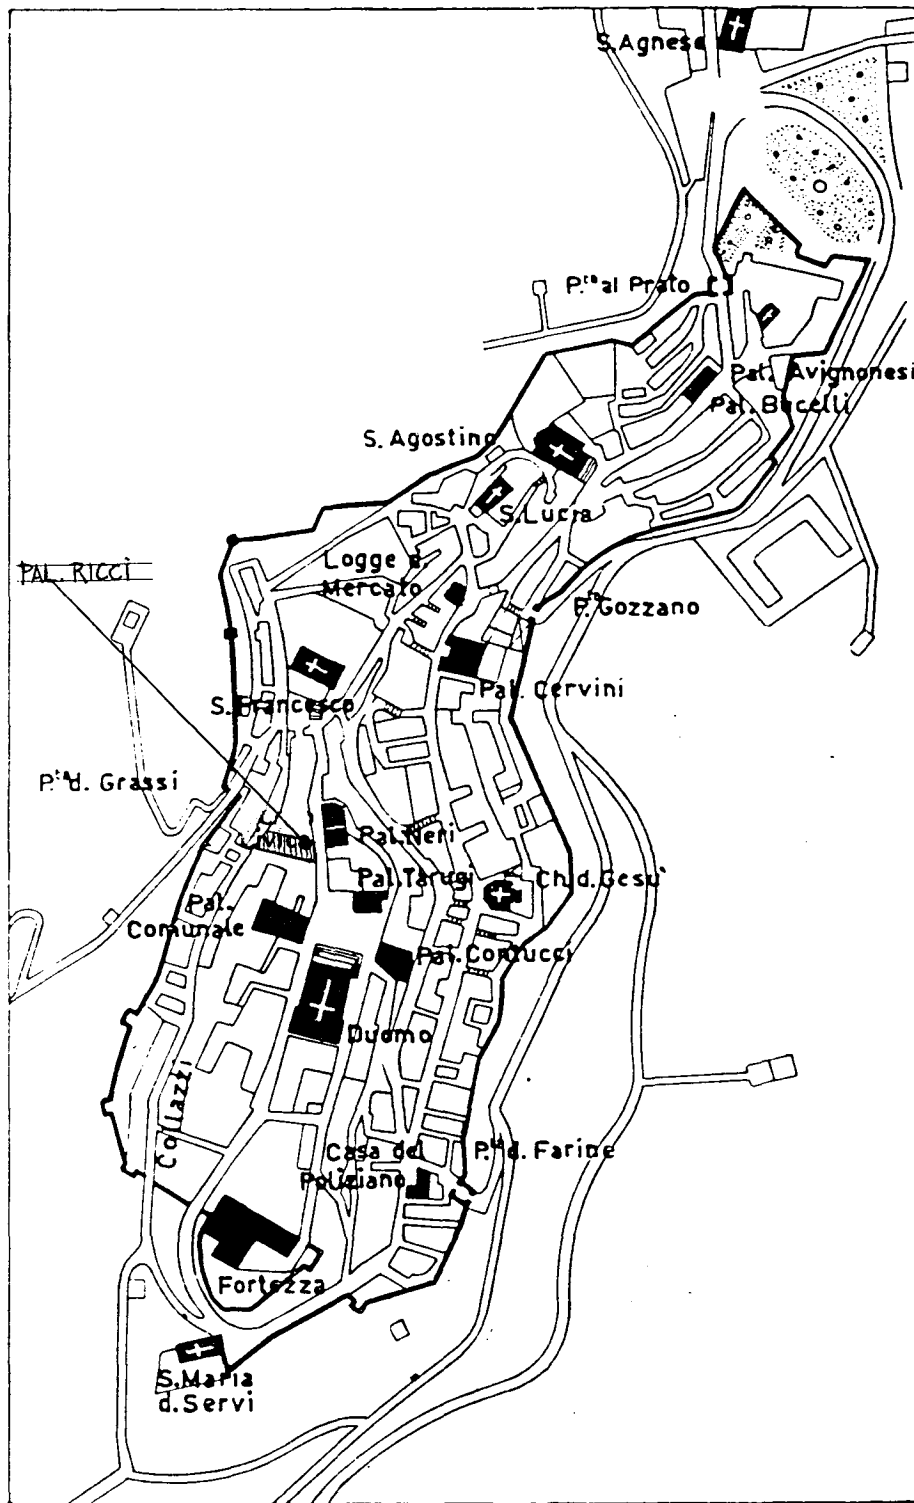 S. Agnese
P.ta al Prato
Pal. Avignonesi
Pal. Bucelli
S. Agostino
S. Lucia
Logge d.
Mercato
PAL. RICCI
P.ta Gozzano
Pal. Cervini
S. Francesco
P.ta d. Grassi
Pal. Neri
Pal. Tarugi
Ch. d. Gesu'
Pal.
Comunale
Pal. Contucci
Duomo
Collazzi
Casa del
Poliziano
P.ta d. Farine
Fortezza
S. Maria
d. Servi